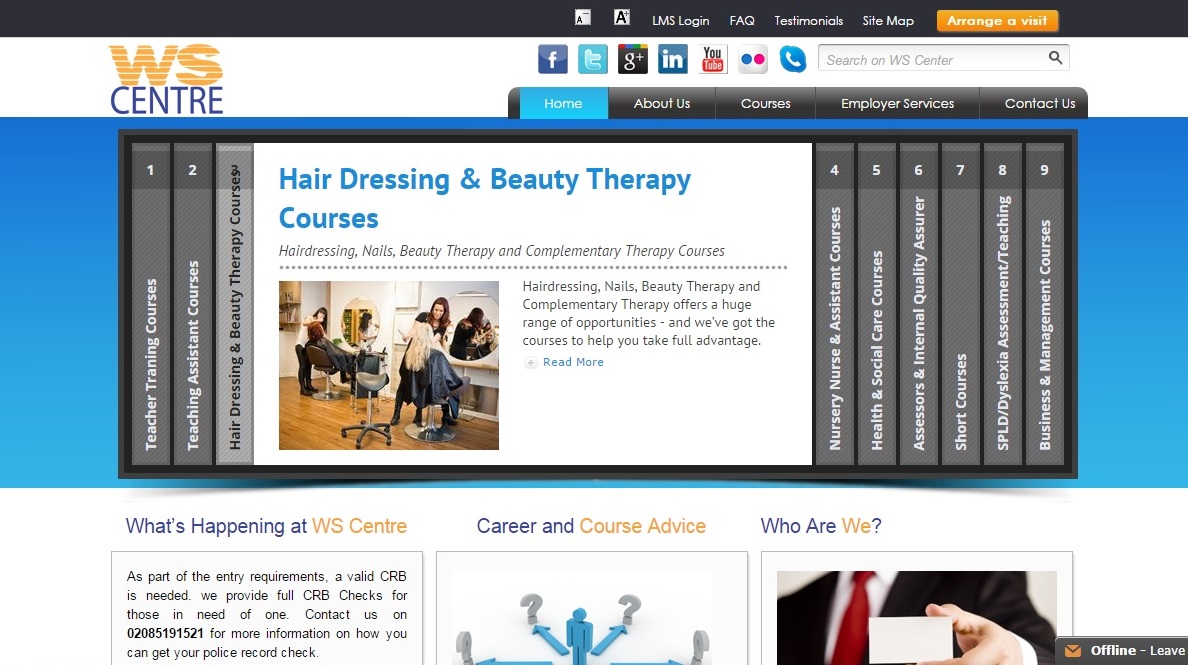 A-
A+
LMS Login
FAQ
Testimonials
Site Map
Arrange a visit
WS
CENTRE
f
t
g+
in
You
Tube
Search on WS Center
Home
About Us
Courses
Employer Services
Contact Us
1
Teacher Traning Courses
2
Teaching Assistant Courses
Hair Dressing & Beauty Therapy Courses
Hair Dressing & Beauty Therapy
Courses
Hairdressing, Nails, Beauty Therapy and Complementary Therapy Courses
Hairdressing, Nails, Beauty Therapy and
Complementary Therapy offers a huge
range of opportunities - and we've got the
courses to help you take full advantage.
Read More
4
Nursery Nurse & Assistant Courses
5
Health & Social Care Courses
6
Assessors & Internal Quality Assurer
7
Short Courses
8
SPLD/Dyslexia Assessment/Teaching
9
Business & Management Courses
What's Happening at WS Centre
As part of the entry requirements, a valid CRB
is needed. we provide full CRB Checks for
those in need of one. Contact us on
02085191521 for more information on how you
can get your police record check.
Career and Course Advice
? ?
? ?
Who Are We?
Offline - Leave